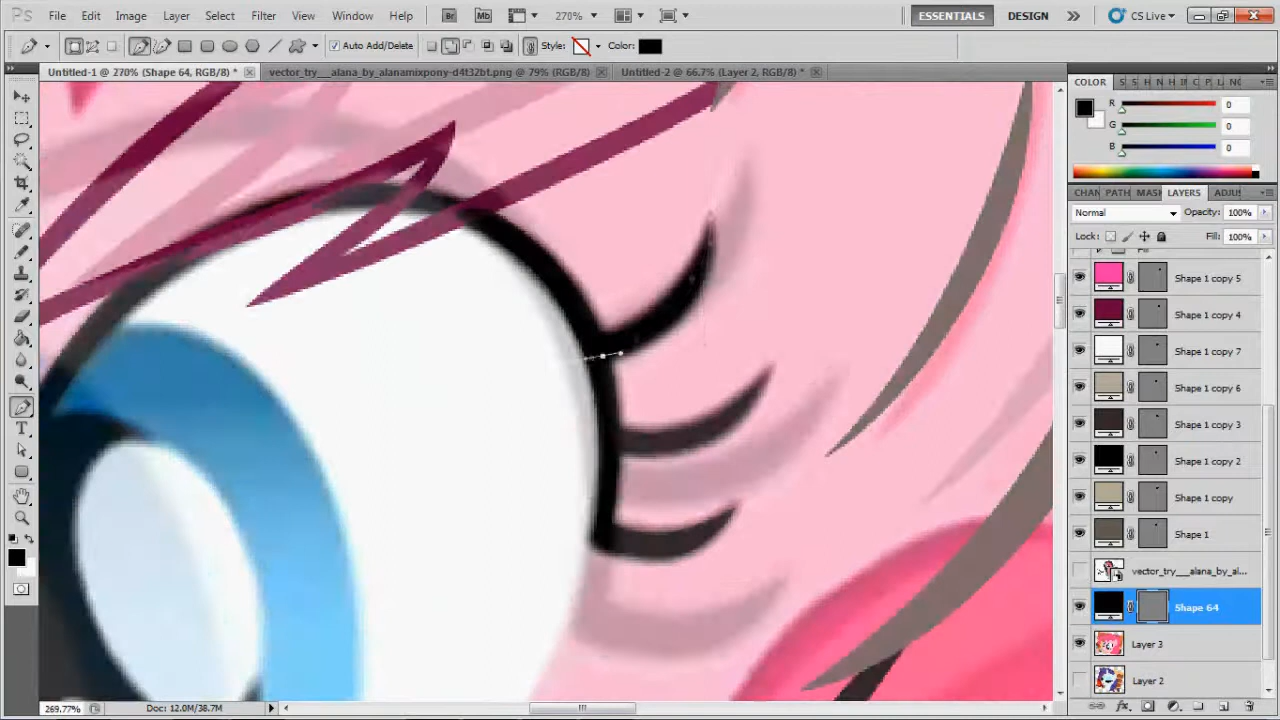 Ps File Edit Image Layer Select Filter View Window Help Br Mb 270% ESSENTIALS DESIGN CS Live
Auto Add/Delete Style: Color:
Untitled-1 @ 270% (Shape 64, RGB/8) * vector_try___alana_by_alanamixpony-d4t32bt.png @ 79% (RGB/8) Untitled-2 @ 66.7% (Layer 2, RGB/8) *
COLOR
R 0
G 0
B 0
CHAN PATH MASK LAYERS ADJUS
Normal Opacity: 100%
Lock: Fill: 100%
Shape 1 copy 5
Shape 1 copy 4
Shape 1 copy 7
Shape 1 copy 6
Shape 1 copy 3
Shape 1 copy 2
Shape 1 copy
Shape 1
vector_try___alana_by_al...
Shape 64
Layer 3
Layer 2
269.77% Doc: 12.0M/38.7M